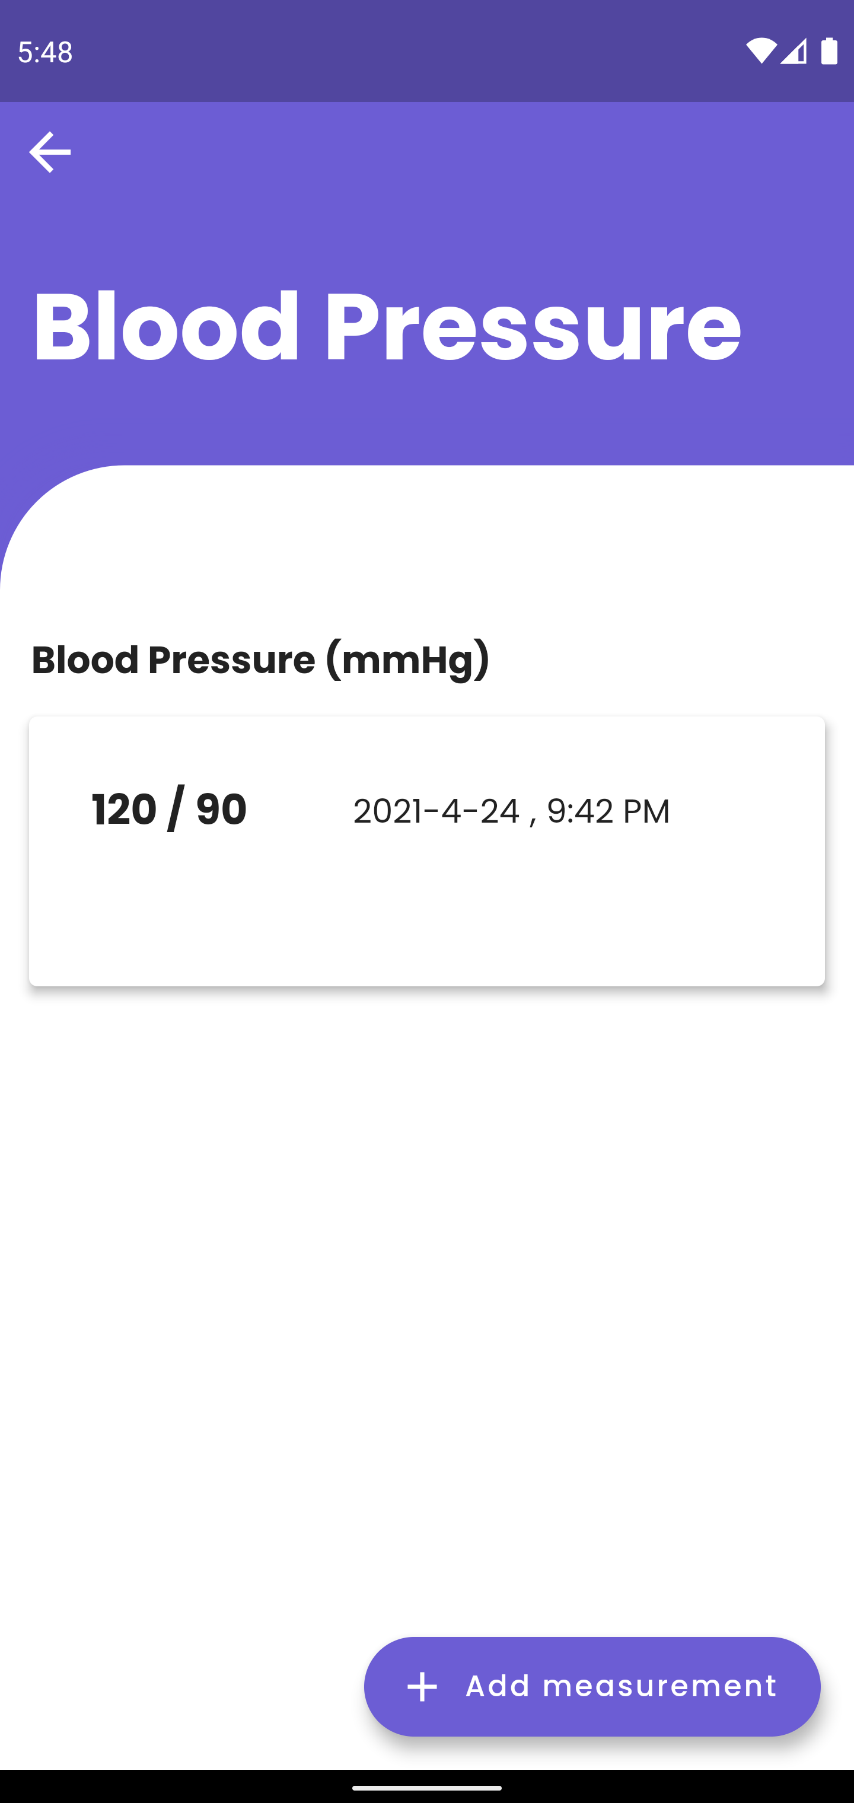 5:48
Blood Pressure
Blood Pressure (mmHg)
120 / 90 2021-4-24 , 9:42 PM
Add measurement